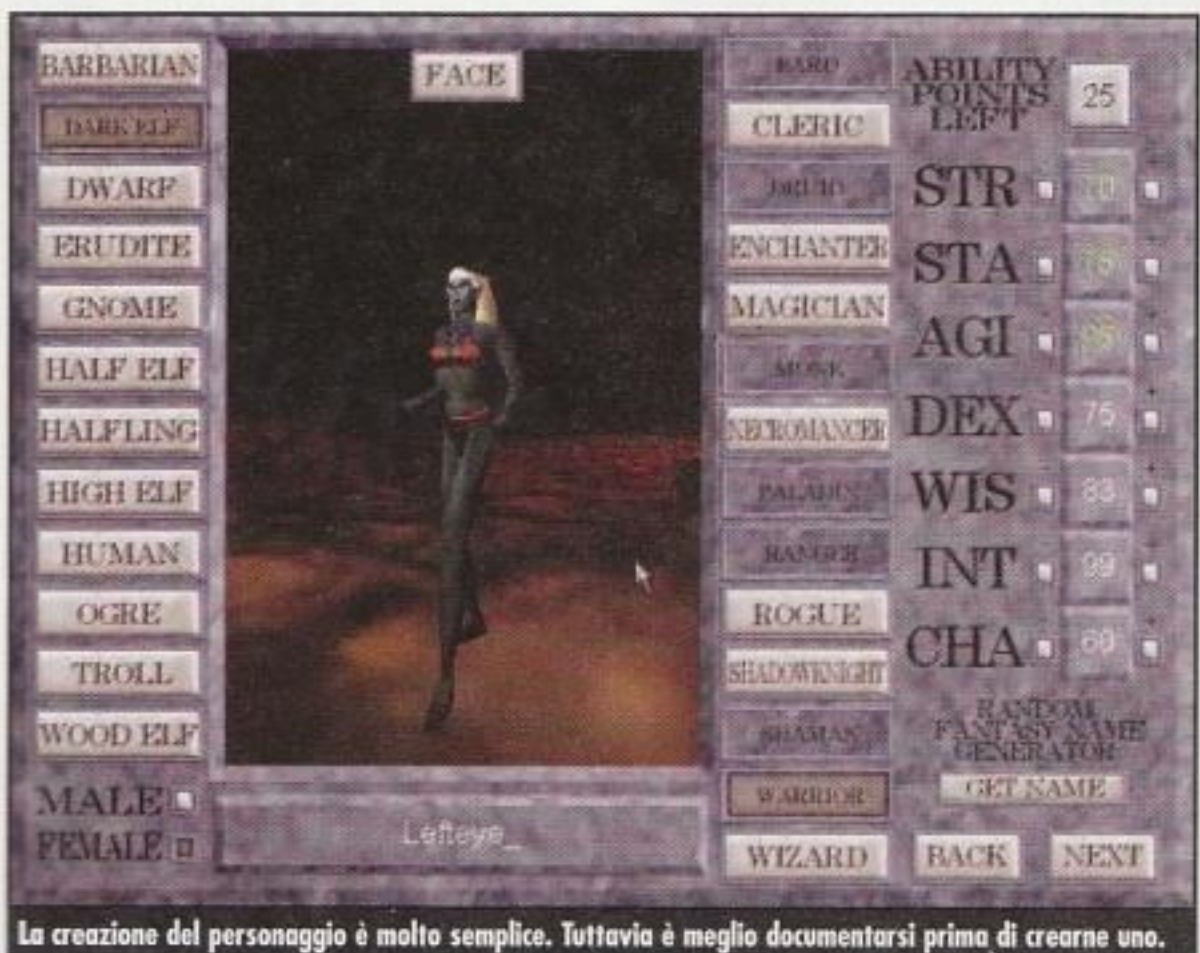 BARBARIAN
DARK ELF
DWARF
ERUDITE
GNOME
HALF ELF
HALFLING
HIGH ELF
HUMAN
OGRE
TROLL
WOOD ELF
MALE
FEMALE
FACE
Lefteye_
BARD
CLERIC
DRUID
ENCHANTER
MAGICIAN
MONK
NECROMANCER
PALADIN
RANGER
ROGUE
SHADOWKNIGHT
SHAMAN
WARRIOR
WIZARD
ABILITY
POINTS
LEFT
25
STR
STA
AGI
DEX 75
WIS 83
INT 99
CHA 60
RANDOM
FANTASY NAME
GENERATOR
GET NAME
BACK NEXT
La creazione del personaggio è molto semplice. Tuttavia è meglio documentarsi prima di crearne uno.